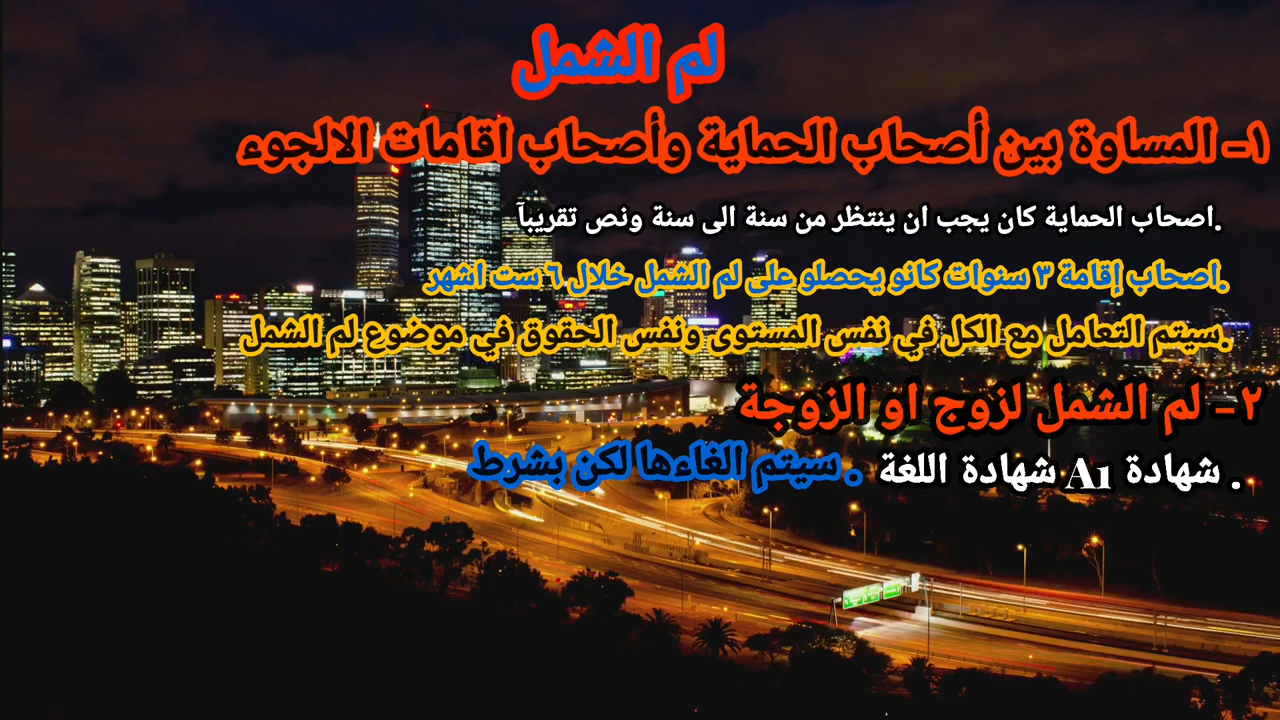 لم الشمل
١- المساوة بين أصحاب الحماية وأصحاب اقامات الالجوء
.اصحاب الحماية كان يجب ان ينتظر من سنة الى سنة ونص تقريبآ
.اصحاب إقامة ٣ سنوات كانو يحصلو على لم الشمل خلال ٦ ست اشهر
.سيتم التعامل مع الكل في نفس المستوى ونفس الحقوق في موضوع لم الشمل
٢- لم الشمل لزوج او الزوجة
. شهادة A1 شهادة اللغة . سيتم الغاءها لكن بشرط